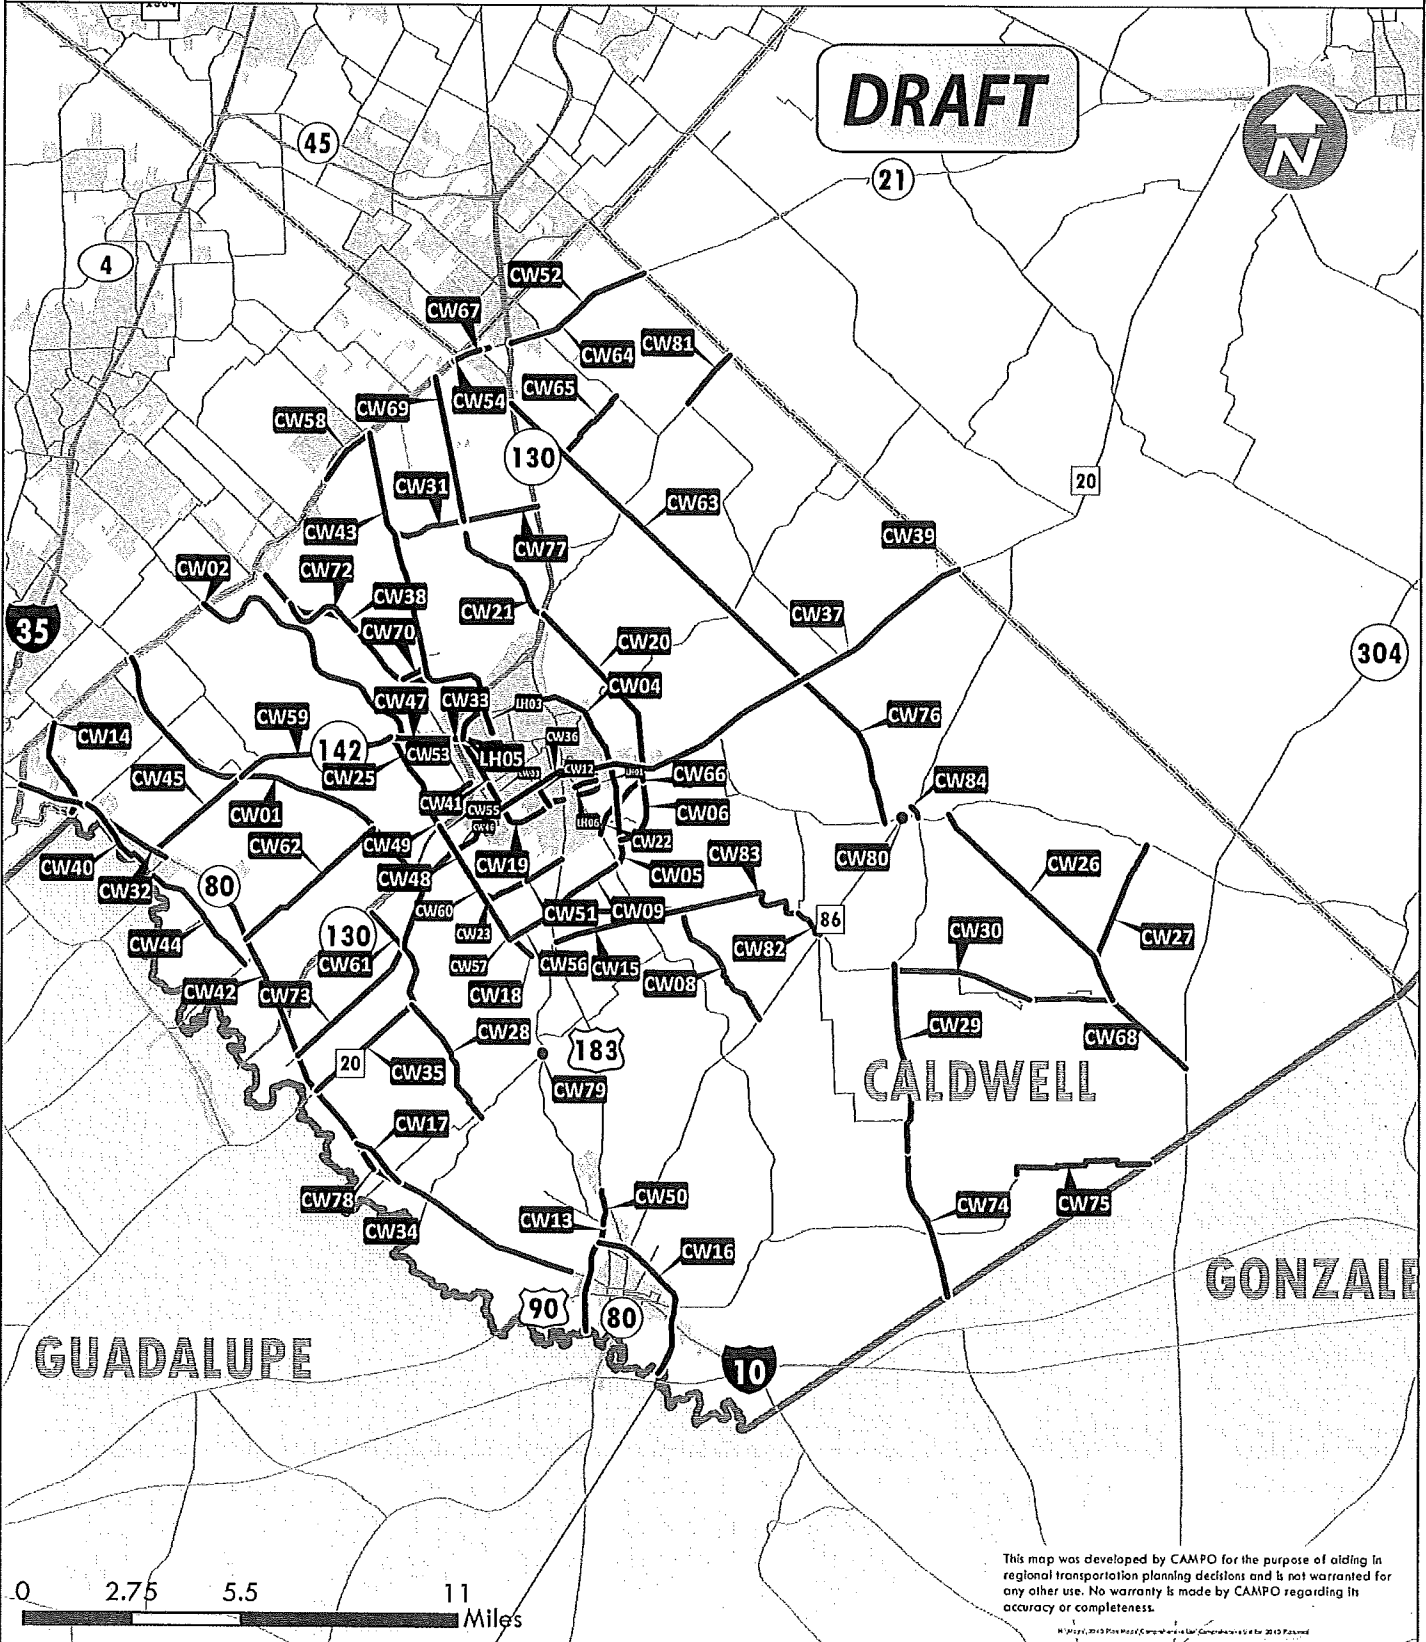 DRAFT
N
45
21
4
CW52
CW67
CW64
CW81
CW65
CW69
CW54
CW58
130
20
CW31
CW63
CW43
CW39
CW77
CW02
CW72
CW38
CW21
CW37
35
CW70
CW20
304
CW04
CW47
CW33
LH03
CW59
CW76
CW14
142
CW53
CW36
LH05
CW25
CW12
CW45
CW66
CW84
CW41
CW55
CW01
CW06
LH06
CW49
CW22
CW62
CW83
CW80
CW19
CW26
CW40
CW48
CW05
CW32
80
CW60
CW51
CW09
86
CW23
CW44
130
CW30
CW27
CW82
CW61
CW57
CW56
CW15
CW08
CW42
CW73
CW18
CW29
CW28
CW68
183
20
CW35
CALDWELL
CW79
CW17
CW78
CW50
CW74
CW75
CW13
CW34
CW16
GONZALE
90
80
GUADALUPE
10
This map was developed by CAMPO for the purpose of aiding in
regional transportation planning decisions and is not warranted for
any other use. No warranty is made by CAMPO regarding its
accuracy or completeness.
0 2.75 5.5 11
Miles